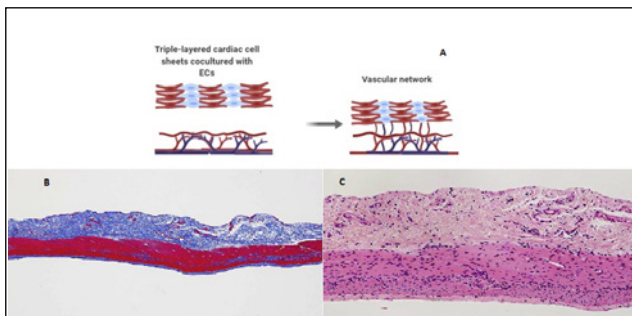 Triple-layered cardiac cell
sheets cocultured with
ECs
A
Vascular network
B
C